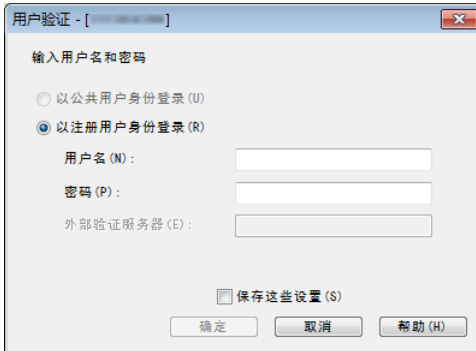 用户验证 - [
输入用户名和密码
以公共用户身份登录(U)
以注册用户身份登录(R)
用户名(N):
密码(P):
外部验证服务器(E):
保存这些设置(S)
确定 取消 帮助(H)